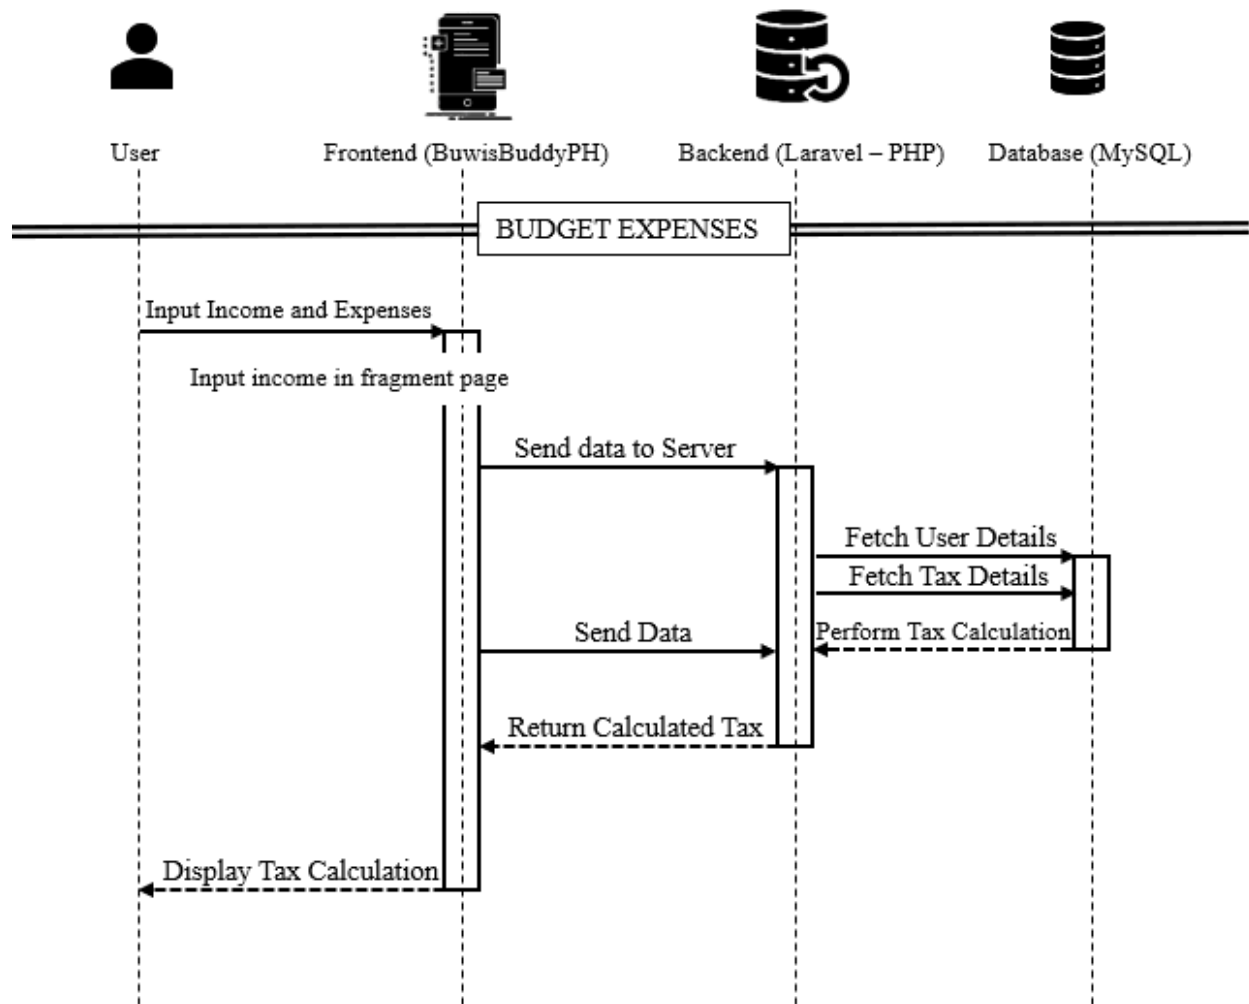 User
Frontend (BuwisBuddyPH)
Backend (Laravel – PHP)
Database (MySQL)
BUDGET EXPENSES
Input Income and Expenses
Input income in fragment page
Send data to Server
Fetch User Details
Fetch Tax Details
Send Data
Perform Tax Calculation
Return Calculated Tax
Display Tax Calculation